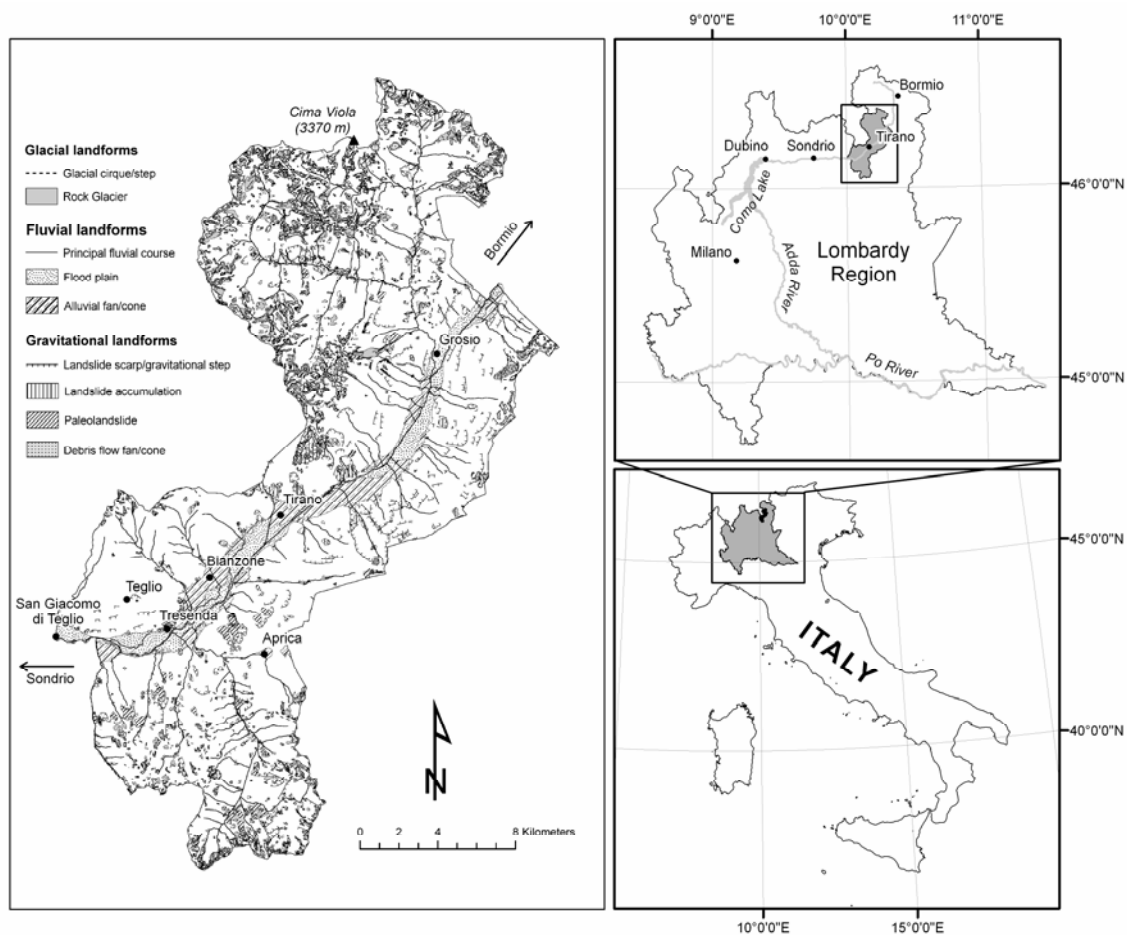 Cima Viola
(3370 m)
Glacial landforms
Glacial cirque/step
Rock Glacier
Fluvial landforms
Principal fluvial course
Flood plain
Alluvial fan/cone
Gravitational landforms
Landslide scarp/gravitational step
Landslide accumulation
Paleolandslide
Debris flow fan/cone
Bormio
Grosio
Tirano
Bianzone
Teglio
San Giacomo
di Teglio
Tresenda
Aprica
Sondrio
N
0 2 4 8 Kilometers
9°0'0"E 10°0'0"E 11°0'0"E
Bormio
Dubino
Sondrio
Tirano
46°0'0"N
Como Lake
Milano
Adda River
Lombardy
Region
Po River
45°0'0"N
45°0'0"N
ITALY
40°0'0"N
10°0'0"E 15°0'0"E